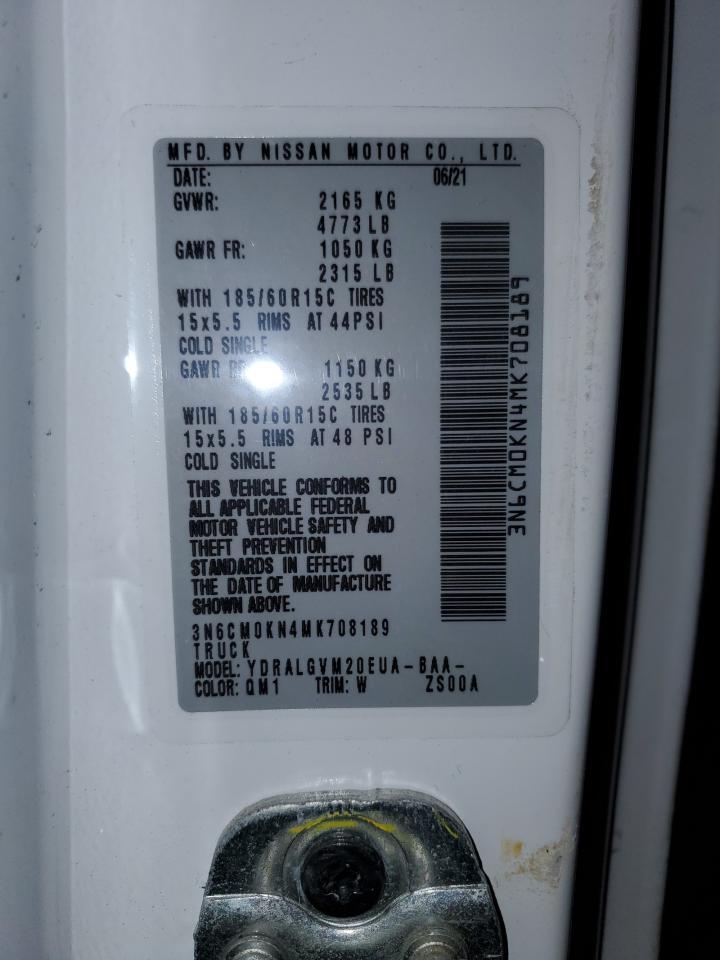 MFD. BY NISSAN MOTOR CO., LTD.
DATE: 06/21
GVWR: 2165 KG
4773 LB
GAWR FR: 1050 KG
2315 LB
WITH 185/60R15C TIRES
15x5.5 RIMS AT 44PSI
COLD SINGLE
GAWR 1150 KG
2535 LB
WITH 185/60R15C TIRES
15x5.5 RIMS AT 48 PSI
COLD SINGLE
THIS VEHICLE CONFORMS TO
ALL APPLICABLE FEDERAL
MOTOR VEHICLE SAFETY AND
THEFT PREVENTION
STANDARDS IN EFFECT ON
THE DATE OF MANUFACTURE
SHOWN ABOVE.
3N6CM0KN4MK708189
TRUCK
MODEL: YDRALGVM20EUA-BAA-
COLOR: QM1 TRIM: W ZS00A
3N6CM0KN4MK708189